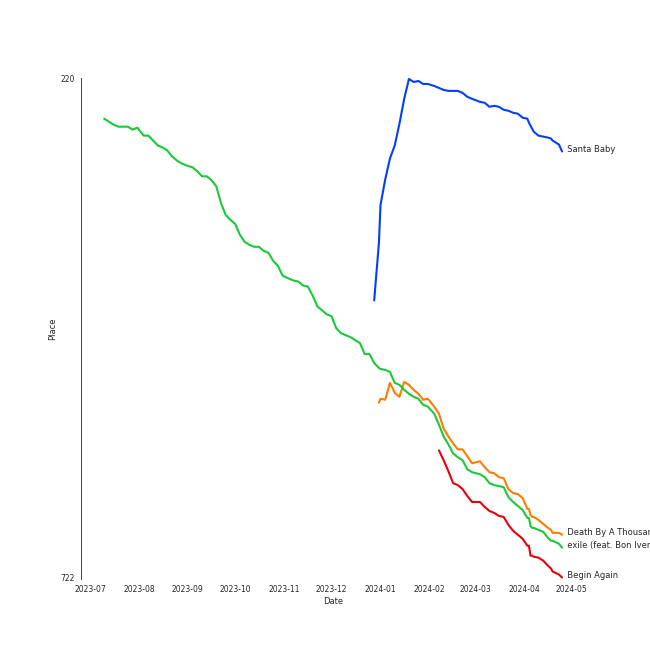 220
Santa Baby
Place
Death By A Thousan
exile (feat. Bon Iver
Begin Again
722
2023-07 2023-08 2023-09 2023-10 2023-11 2023-12 2024-01 2024-02 2024-03 2024-04 2024-05
Date